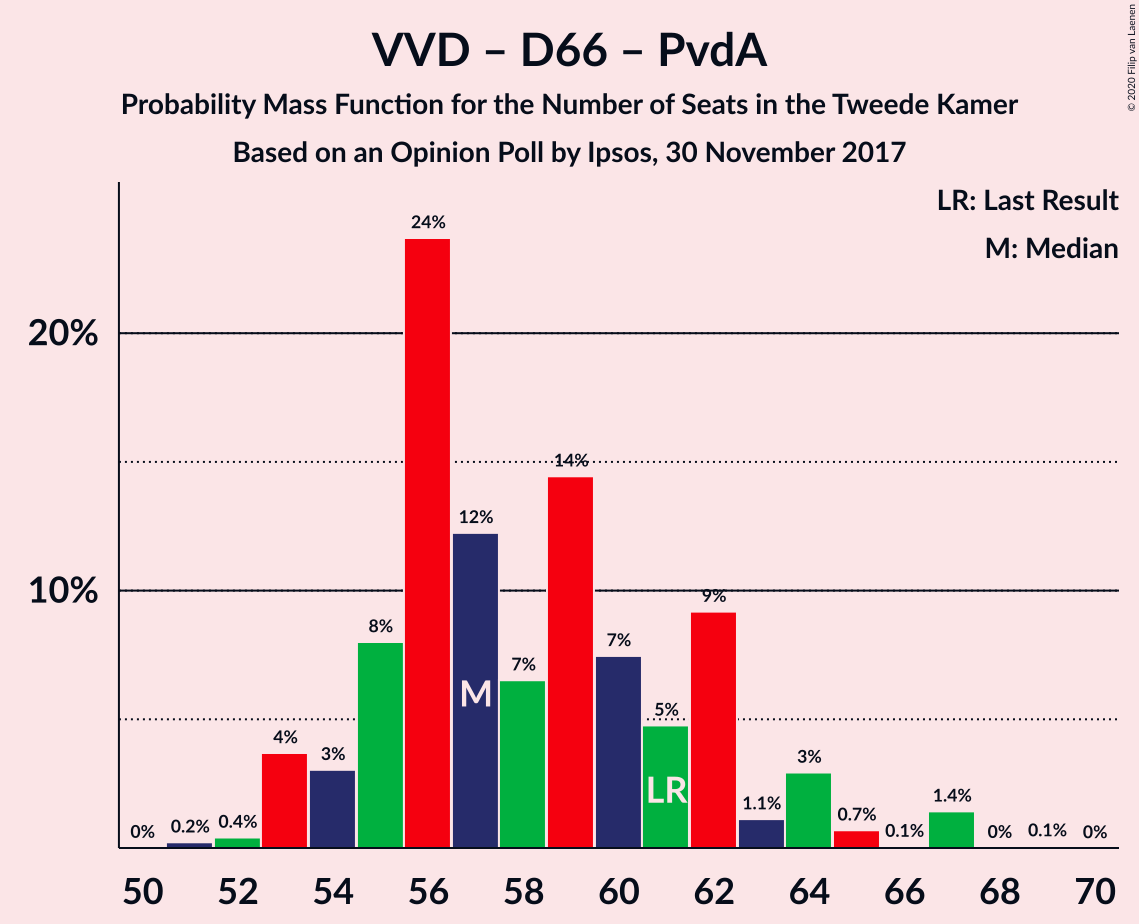 VVD – D66 – PvdA
Probability Mass Function for the Number of Seats in the Tweede Kamer
Based on an Opinion Poll by Ipsos, 30 November 2017
© 2020 Filip van Laenen
LR: Last Result
M: Median
20%
10%
0%
0.2%
0.4%
4%
3%
8%
24%
12%
7%
14%
7%
5%
9%
1.1%
3%
0.7%
0.1%
1.4%
0%
0.1%
0%
M
LR
50 52 54 56 58 60 62 64 66 68 70